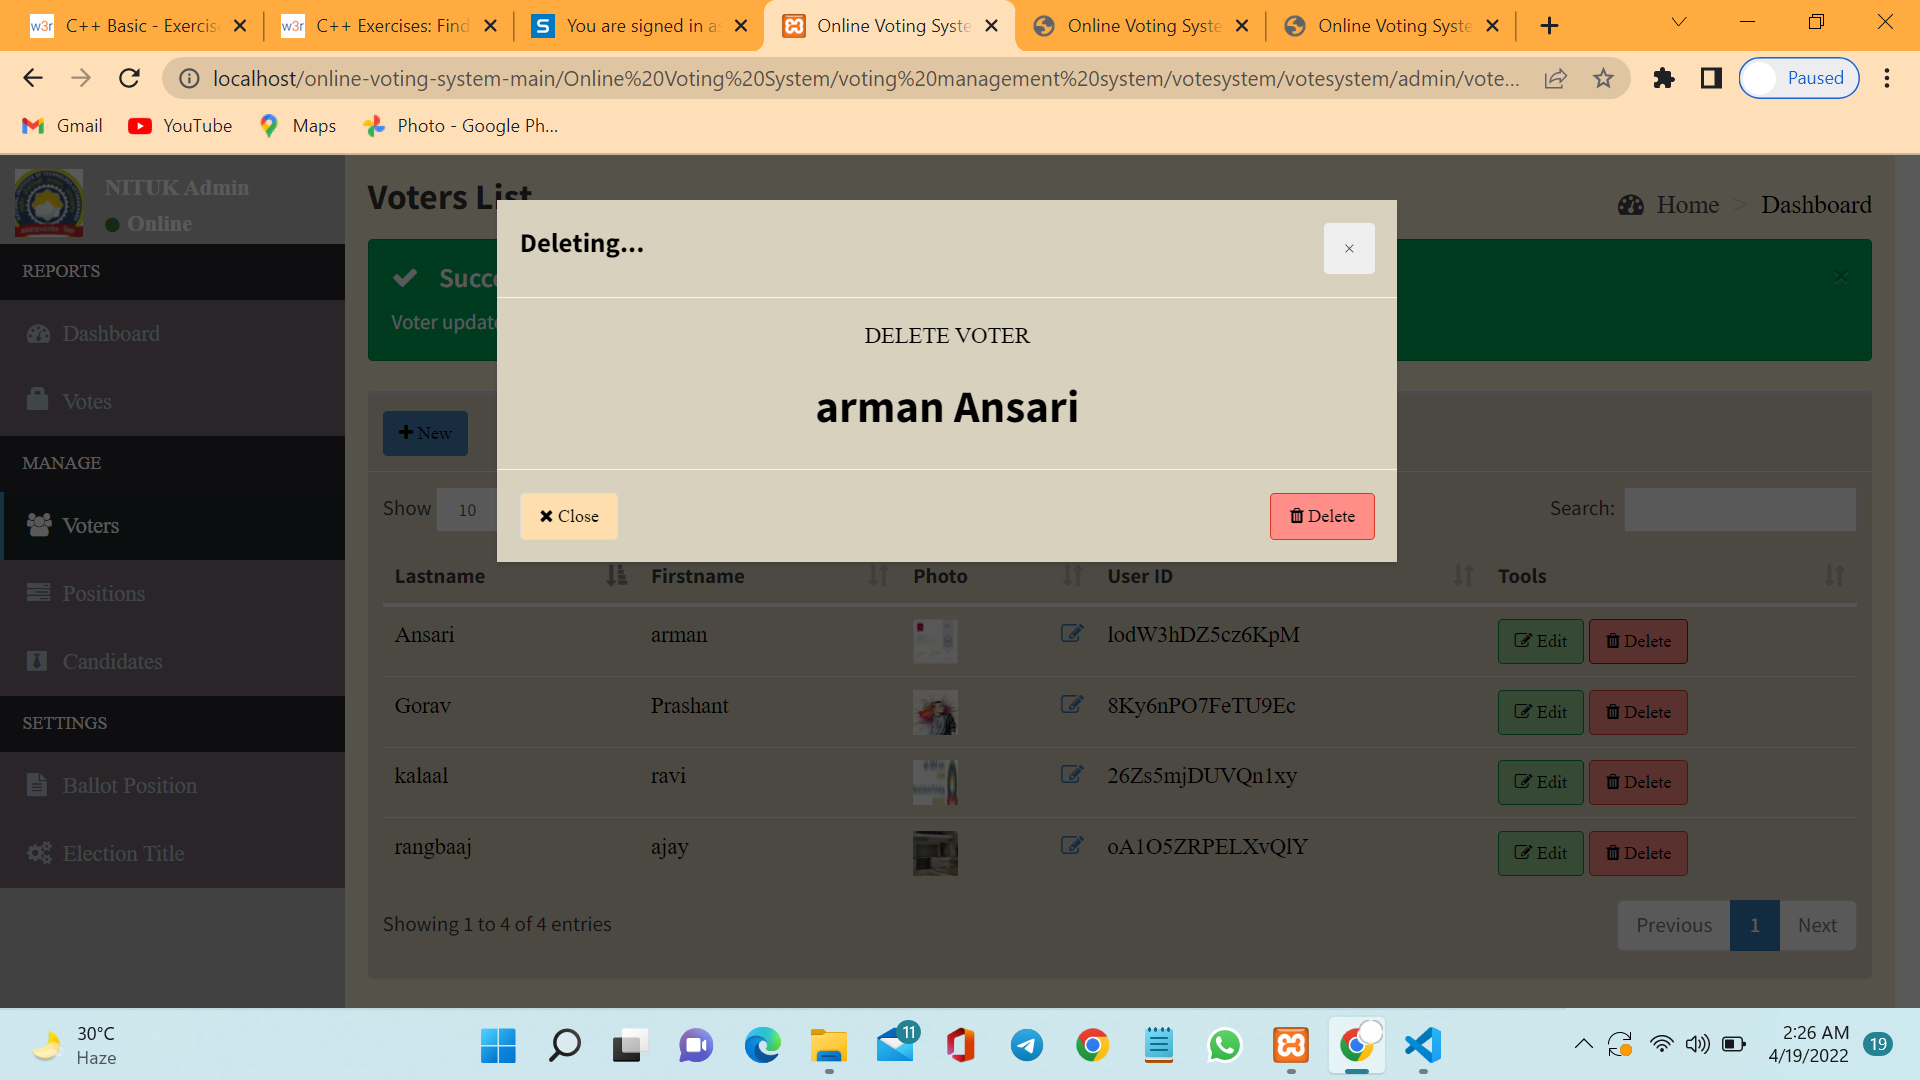 C++ Basic - Exercis
C++ Exercises: Find
You are signed in as
Online Voting Syste
Online Voting Syste
Online Voting Syste
localhost/online-voting-system-main/Online%20Voting%20System/voting%20management%20system/votesystem/votesystem/admin/vote...
Paused
Gmail
YouTube
Maps
Photo - Google Ph...
NITUK Admin
Online
REPORTS
Dashboard
Votes
MANAGE
Voters
Positions
Candidates
SETTINGS
Ballot Position
Election Title
Voters List
Home > Dashboard
Succe
Voter update
Deleting...
×
DELETE VOTER
arman Ansari
Close
Delete
New
Show 10
Search:
Lastname Firstname Photo User ID Tools
Ansari arman lodW3hDZ5cz6KpM Edit Delete
Gorav Prashant 8Ky6nPO7FeTU9Ec Edit Delete
kalaal ravi 26Zs5mjDUVQn1xy Edit Delete
rangbaaj ajay oA1O5ZRPELXvQlY Edit Delete
Showing 1 to 4 of 4 entries
Previous 1 Next
30°C
Haze
11
2:26 AM
4/19/2022
19